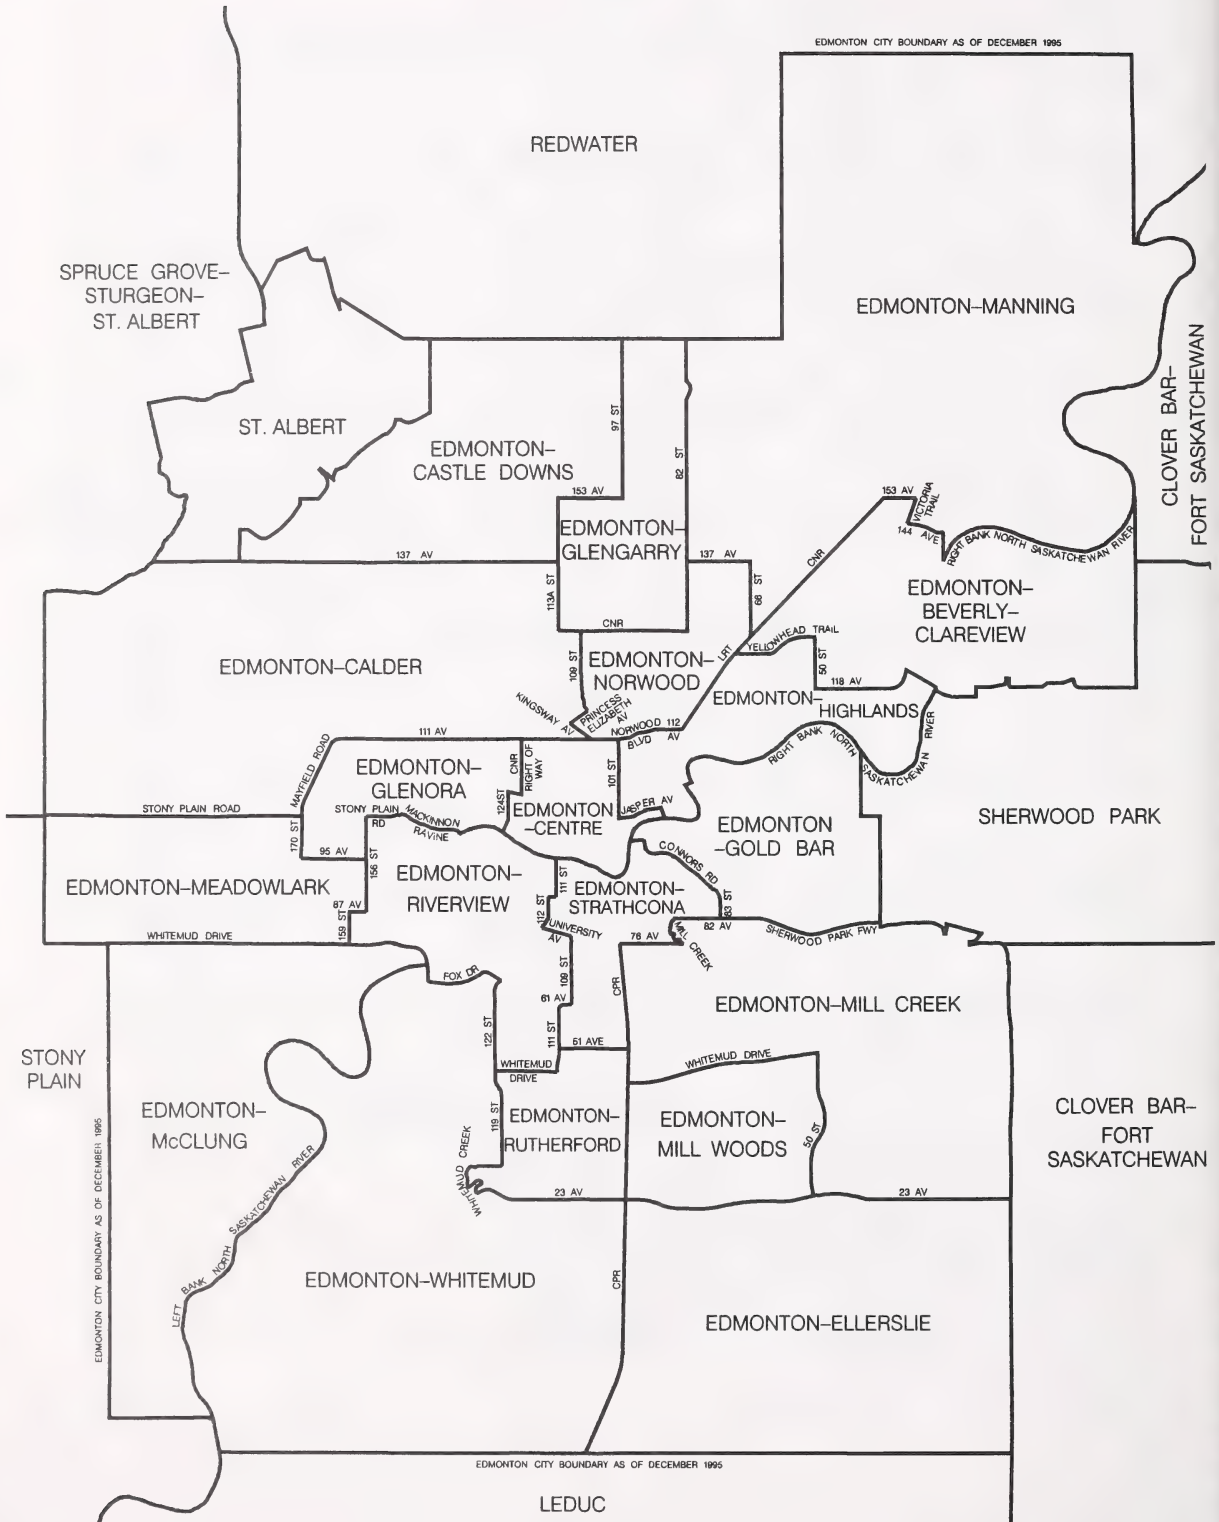 EDMONTON CITY BOUNDARY AS OF DECEMBER 1995
REDWATER
SPRUCE GROVE–
STURGEON–
ST. ALBERT
EDMONTON–MANNING
CLOVER BAR–
FORT SASKATCHEWAN
ST. ALBERT
97 ST
82 ST
EDMONTON–
CASTLE DOWNS
153 AV
153 AV
VICTORIA
TRAIL
144 AVE
RIGHT BANK NORTH SASKATCHEWAN RIVER
EDMONTON–
GLENGARRY
137 AV
137 AV
CNR
113A ST
66 ST
EDMONTON–
BEVERLY–
CLAREVIEW
CNR
YELLOWHEAD TRAIL
LRT
EDMONTON–CALDER
109 ST
EDMONTON–
NORWOOD
50 ST
118 AV
KINGSWAY AV
PRINCESS
ELIZABETH
AV
EDMONTON–
HIGHLANDS
NORWOOD 112
BLVD AV
111 AV
MAYFIELD ROAD
CNR
RIGHT OF
WAY
101 ST
RIGHT BANK NORTH
SASKATCHEWAN RIVER
EDMONTON–
GLENORA
STONY PLAIN ROAD
STONY PLAIN
RD
MACKINNON
RAVINE
124ST
EDMONTON
–CENTRE
JASPER AV
EDMONTON
–GOLD BAR
SHERWOOD PARK
170 ST
95 AV
156 ST
CONNORS RD
EDMONTON–MEADOWLARK
EDMONTON–
RIVERVIEW
111 ST
EDMONTON–
STRATHCONA
83 ST
87 AV
159 ST
112 ST
UNIVERSITY
AV
82 AV
SHERWOOD PARK FWY
WHITEMUD DRIVE
76 AV
MILL CREEK
FOX DR
109 ST
CPR
61 AV
EDMONTON–MILL CREEK
122 ST
111 ST
51 AVE
STONY
PLAIN
WHITEMUD
DRIVE
WHITEMUD DRIVE
EDMONTON–
McCLUNG
119 ST
EDMONTON–
RUTHERFORD
EDMONTON–
MILL WOODS
50 ST
CLOVER BAR–
FORT
SASKATCHEWAN
EDMONTON CITY BOUNDARY AS OF DECEMBER 1995
WHITEMUD CREEK
23 AV
23 AV
LEFT BANK NORTH SASKATCHEWAN RIVER
EDMONTON–WHITEMUD
CPR
EDMONTON–ELLERSLIE
EDMONTON CITY BOUNDARY AS OF DECEMBER 1995
LEDUC